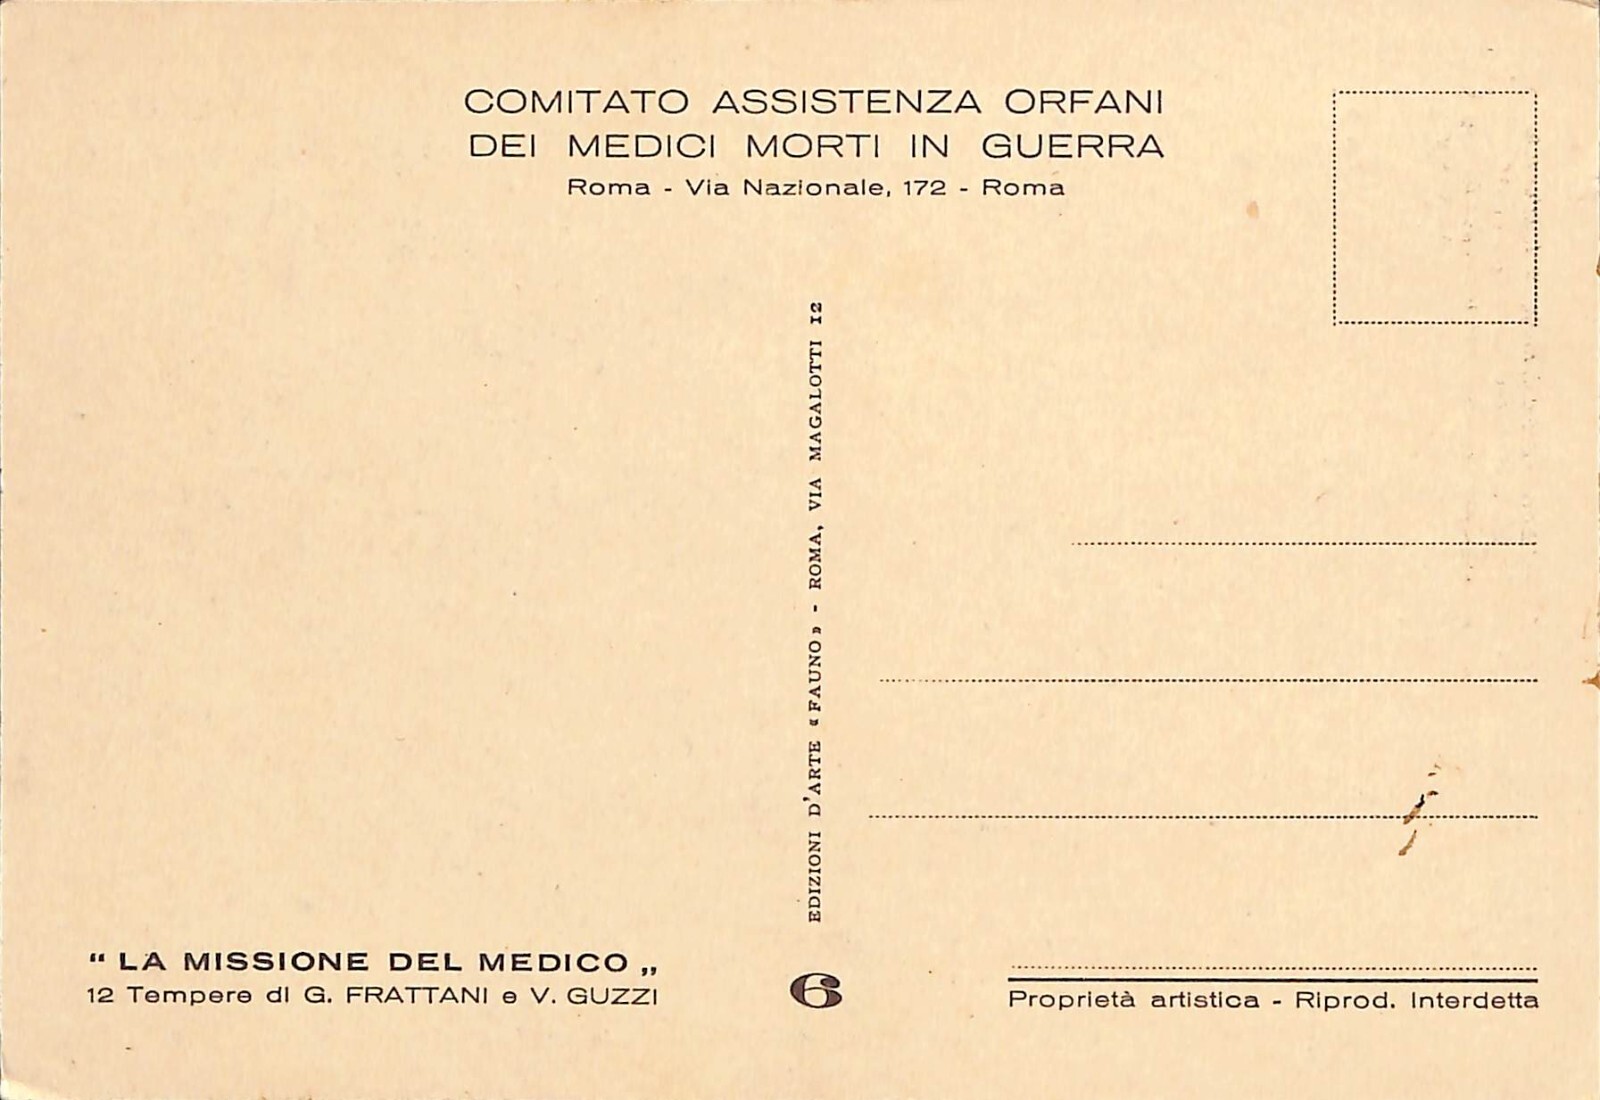 COMITATO ASSISTENZA ORFANI
DEI MEDICI MORTI IN GUERRA
Roma - Via Nazionale, 172 - Roma
EDIZIONI D'ARTE «FAUNO» - ROMA, VIA MAGALOTTI 12
“ LA MISSIONE DEL MEDICO „
12 Tempere di G. FRATTANI e V. GUZZI
6
Proprietà artistica - Riprod. Interdetta